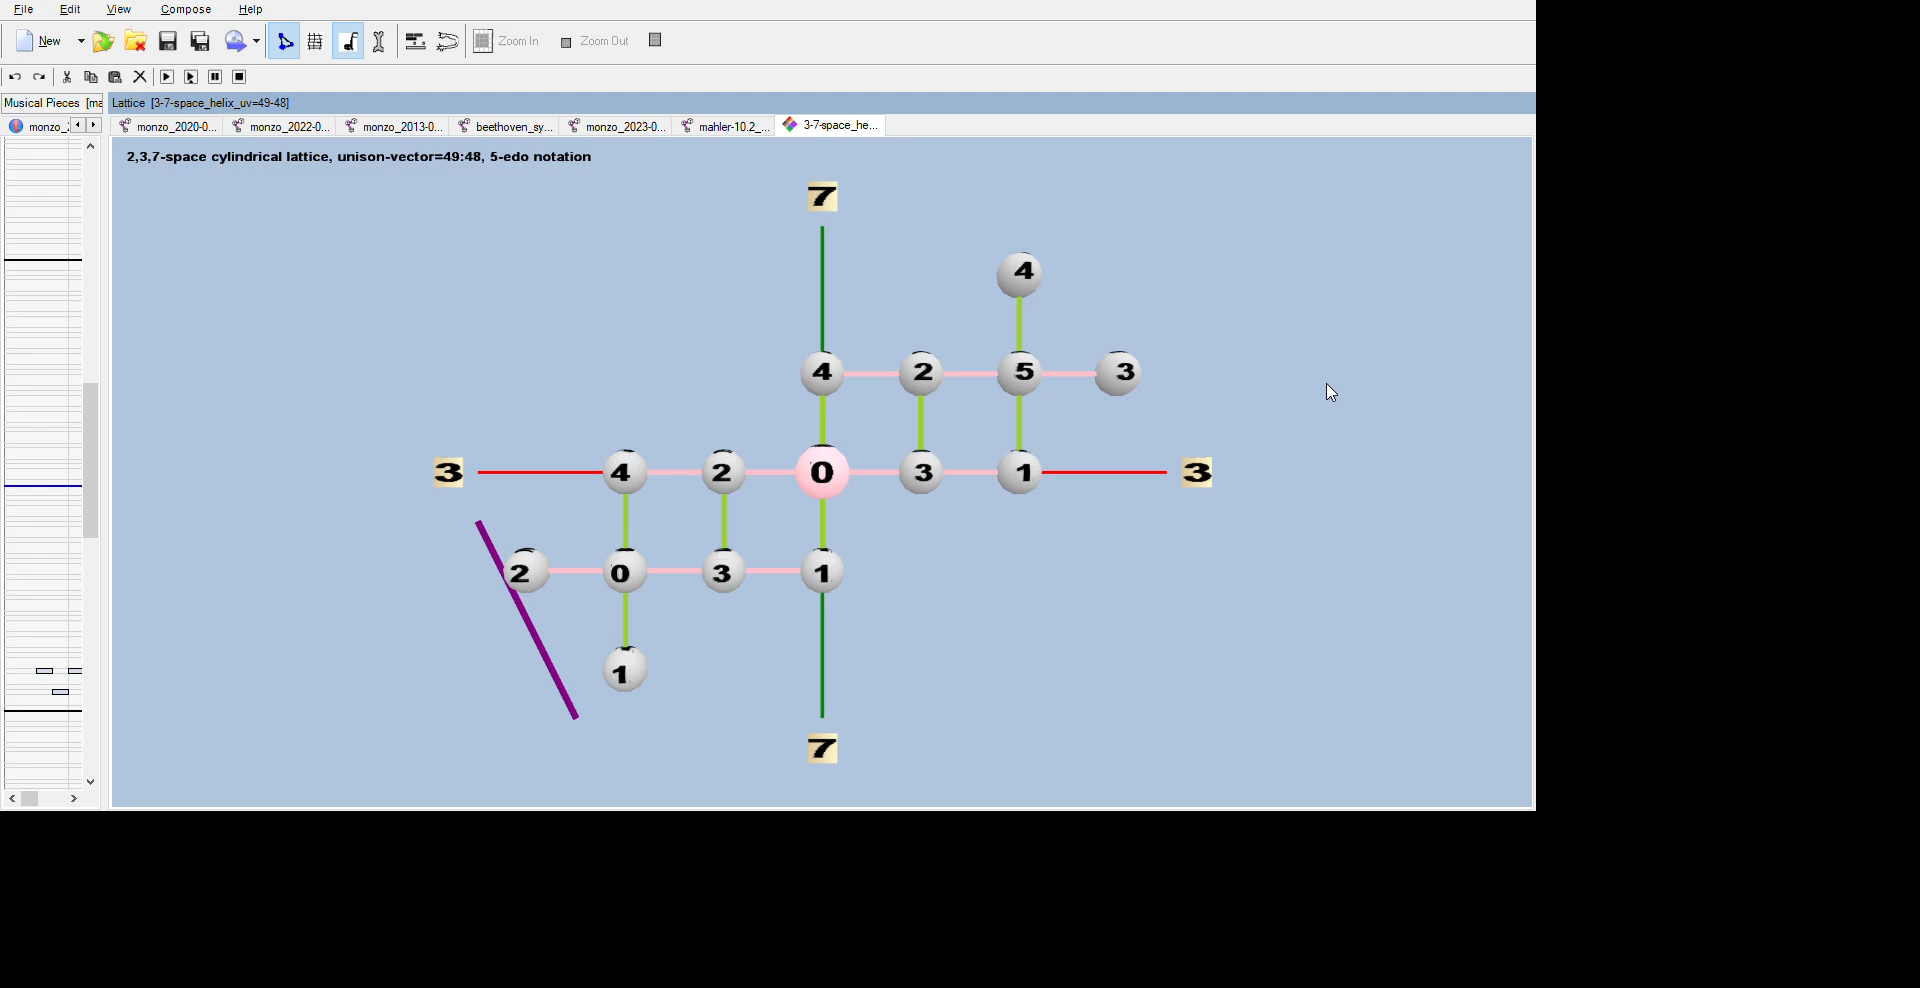 File Edit View Compose Help
New Zoom In Zoom Out
Musical Pieces [ma Lattice [3-7-space_helix_uv=49-48]
monzo_2 monzo_2020-0... monzo_2022-0... monzo_2013-0... beethoven_sy... monzo_2023-0... mahler-10.2_... 3-7-space_he...
2,3,7-space cylindrical lattice, unison-vector=49:48, 5-edo notation
7
4
4 2 5 3
3 4 2 0 3 1 3
2 0 3 1
1
7